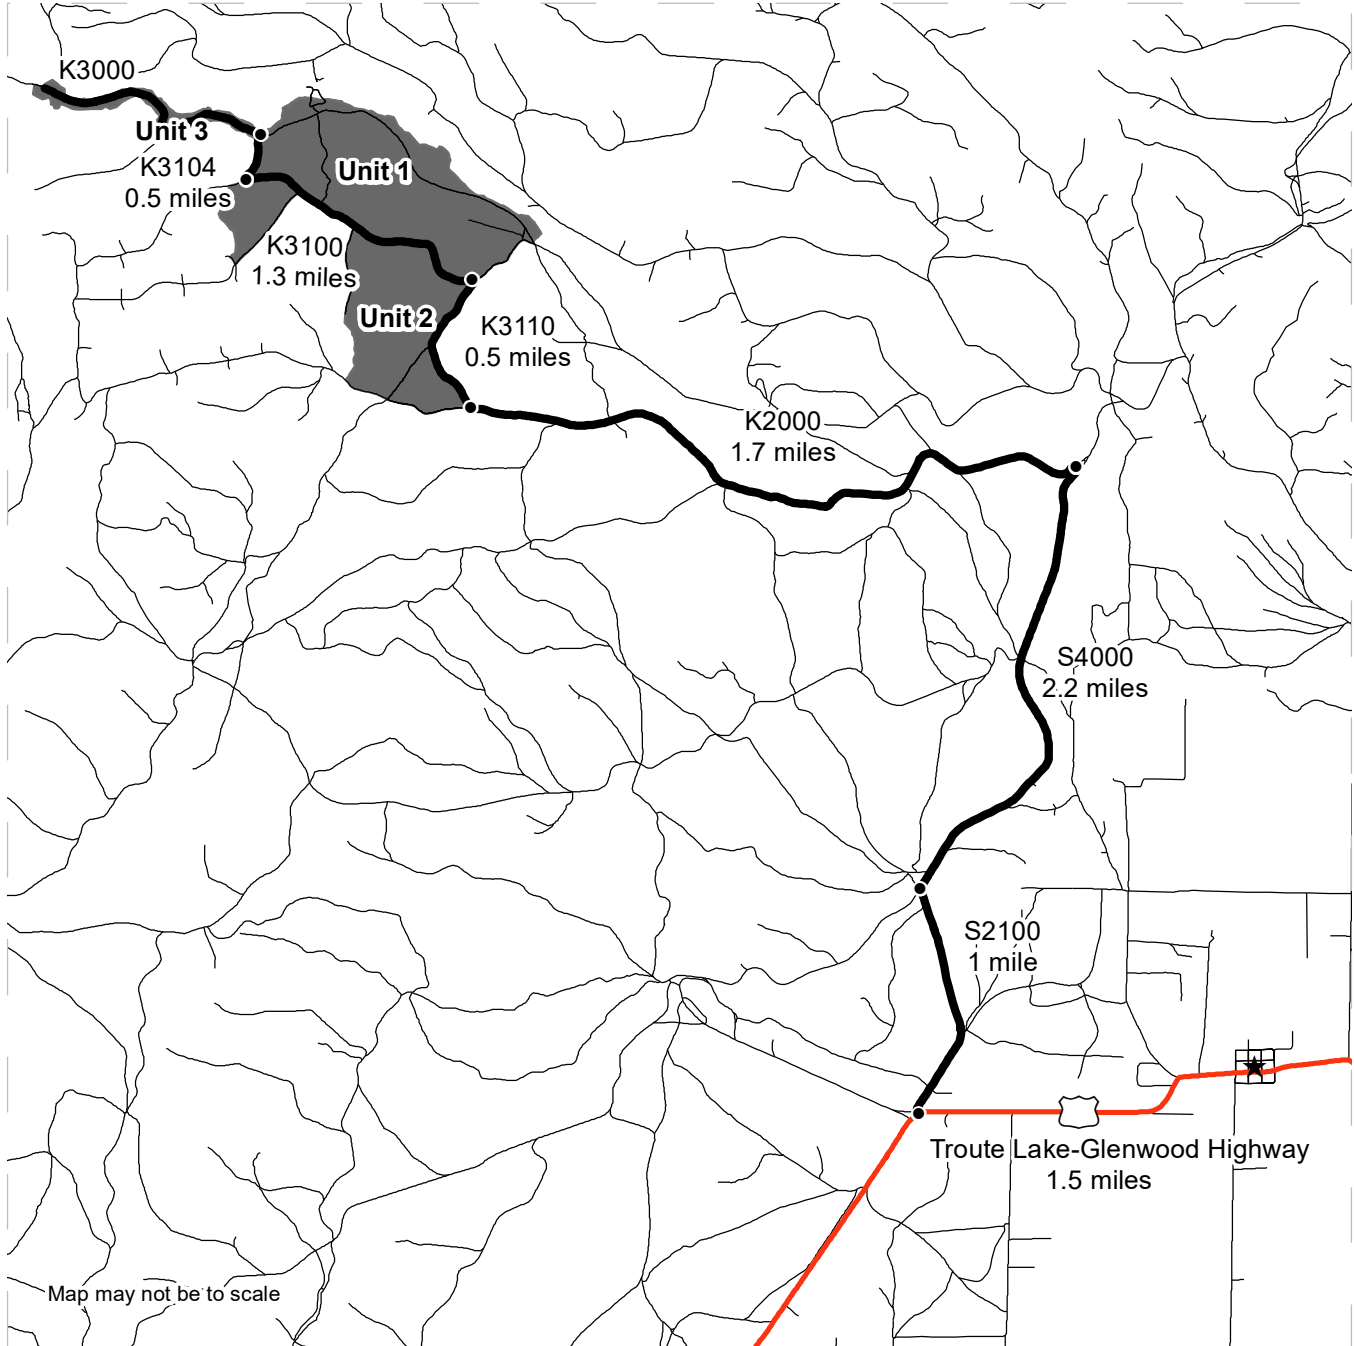 K3000
Unit 3
K3104
0.5 miles
Unit 1
K3100
1.3 miles
Unit 2
K3110
0.5 miles
K2000
1.7 miles
S4000
2.2 miles
S2100
1 mile
Troute Lake-Glenwood Highway
1.5 miles
Map may not be to scale